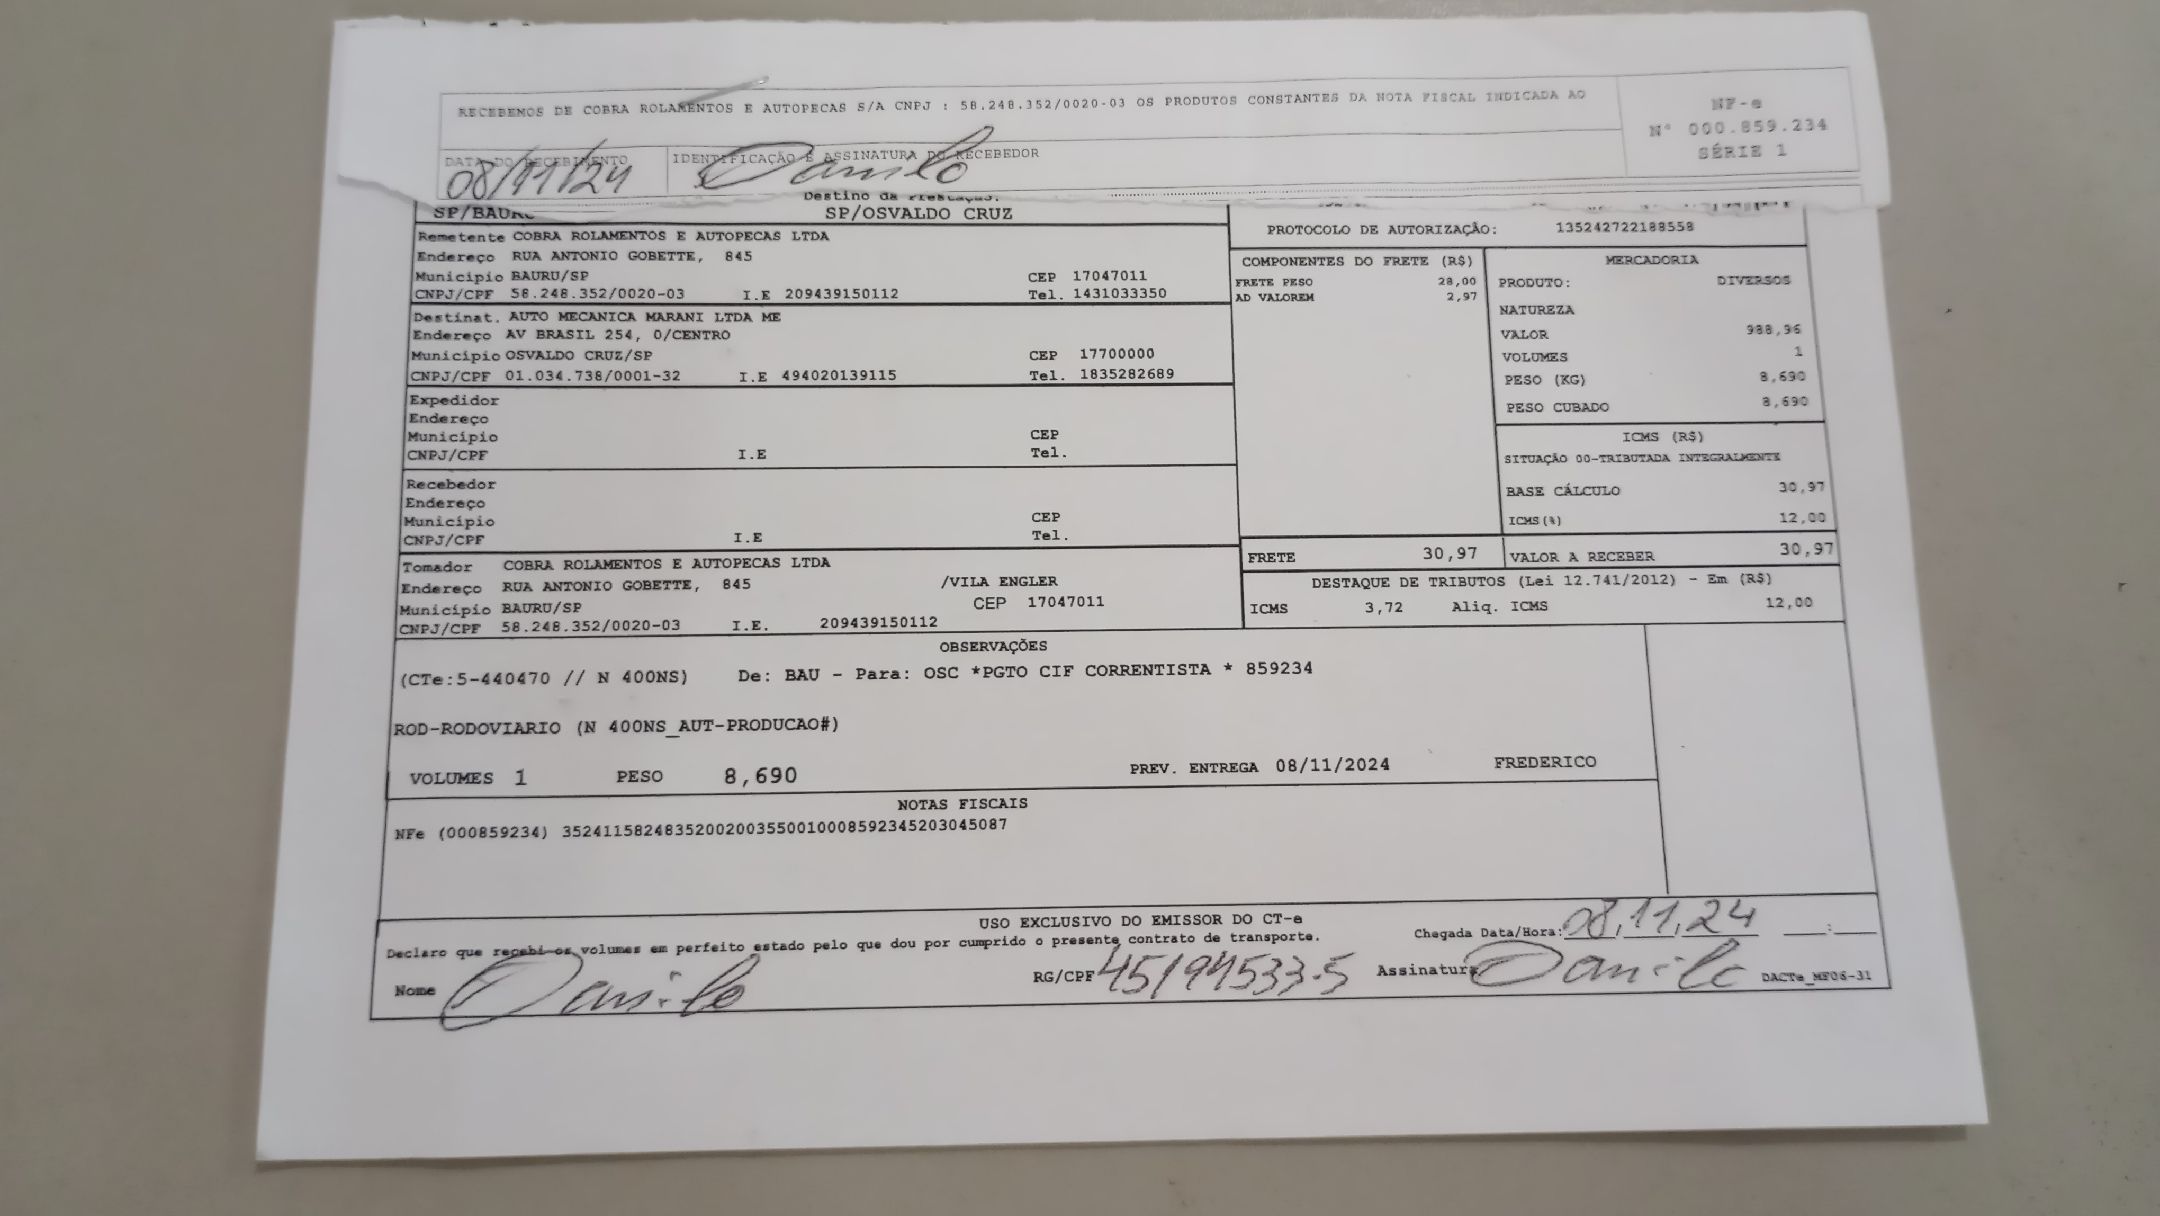 RECEBEMOS DE COBRA ROLAMENTOS E AUTOPECAS S/A CNPJ : 58.248.352/0020-03 OS PRODUTOS CONSTANTES DA NOTA FISCAL INDICADA AO
NF-e
Nº 000.859.234
SÉRIE 1
DATA DO RECEBIMENTO
IDENTIFICAÇÃO E ASSINATURA DO RECEBEDOR
08/11/24
Danilo
Destino da Prestação.
SP/BAURU
SP/OSVALDO CRUZ
PROTOCOLO DE AUTORIZAÇÃO: 135242722188558
Remetente COBRA ROLAMENTOS E AUTOPECAS LTDA
Endereço RUA ANTONIO GOBETTE, 845
Município BAURU/SP CEP 17047011
CNPJ/CPF 58.248.352/0020-03 I.E 209439150112 Tel. 1431033350
Destinat. AUTO MECANICA MARANI LTDA ME
Endereço AV BRASIL 254, 0/CENTRO
Município OSVALDO CRUZ/SP CEP 17700000
CNPJ/CPF 01.034.738/0001-32 I.E 494020139115 Tel. 1835282689
Expedidor
Endereço
Município CEP
CNPJ/CPF I.E Tel.
Recebedor
Endereço
Município CEP
CNPJ/CPF I.E Tel.
Tomador COBRA ROLAMENTOS E AUTOPECAS LTDA
Endereço RUA ANTONIO GOBETTE, 845 /VILA ENGLER
Município BAURU/SP CEP 17047011
CNPJ/CPF 58.248.352/0020-03 I.E. 209439150112
COMPONENTES DO FRETE (R$)
FRETE PESO 28,00
AD VALOREM 2,97
MERCADORIA
PRODUTO: DIVERSOS
NATUREZA
VALOR 988,96
VOLUMES 1
PESO (KG) 8,690
PESO CUBADO 8,690
ICMS (R$)
SITUAÇÃO 00-TRIBUTADA INTEGRALMENTE
BASE CÁLCULO 30,97
ICMS(%) 12,00
FRETE 30,97 VALOR A RECEBER 30,97
DESTAQUE DE TRIBUTOS (Lei 12.741/2012) - Em (R$)
ICMS 3,72 Aliq. ICMS 12,00
OBSERVAÇÕES
(CTe:5-440470 // N 400NS) De: BAU - Para: OSC *PGTO CIF CORRENTISTA * 859234
ROD-RODOVIARIO (N 400NS_AUT-PRODUCAO#)
VOLUMES 1 PESO 8,690 PREV. ENTREGA 08/11/2024 FREDERICO
NOTAS FISCAIS
NFe (000859234) 35241158248352002003550010008592345203045087
USO EXCLUSIVO DO EMISSOR DO CT-e
Declaro que recebi os volumes em perfeito estado pelo que dou por cumprido o presente contrato de transporte.
Chegada Data/Hora: 08,11,24 ____:____
Nome Danilo RG/CPF 45194533-5 Assinatura Danilo DACTe_MF06-31